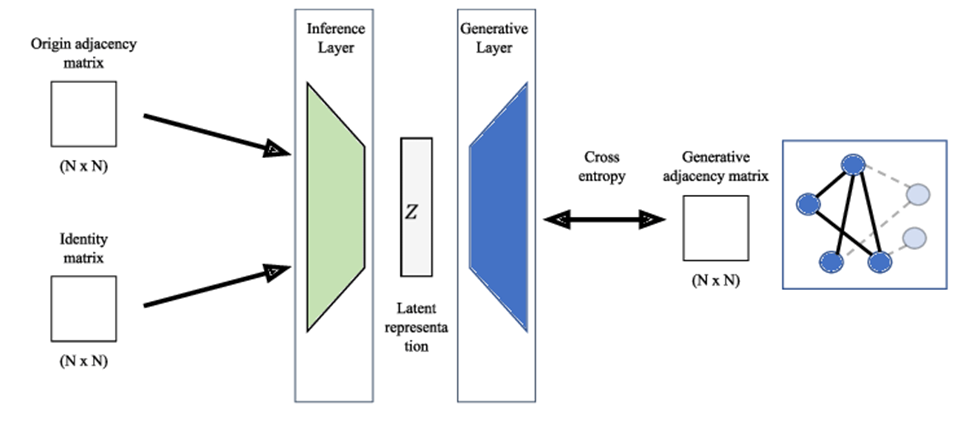 Origin adjacency
matrix
(N x N)
Identity
matrix
(N x N)
Inference
Layer
Z
Latent
representa
tion
Generative
Layer
Cross
entropy
Generative
adjacency matrix
(N x N)